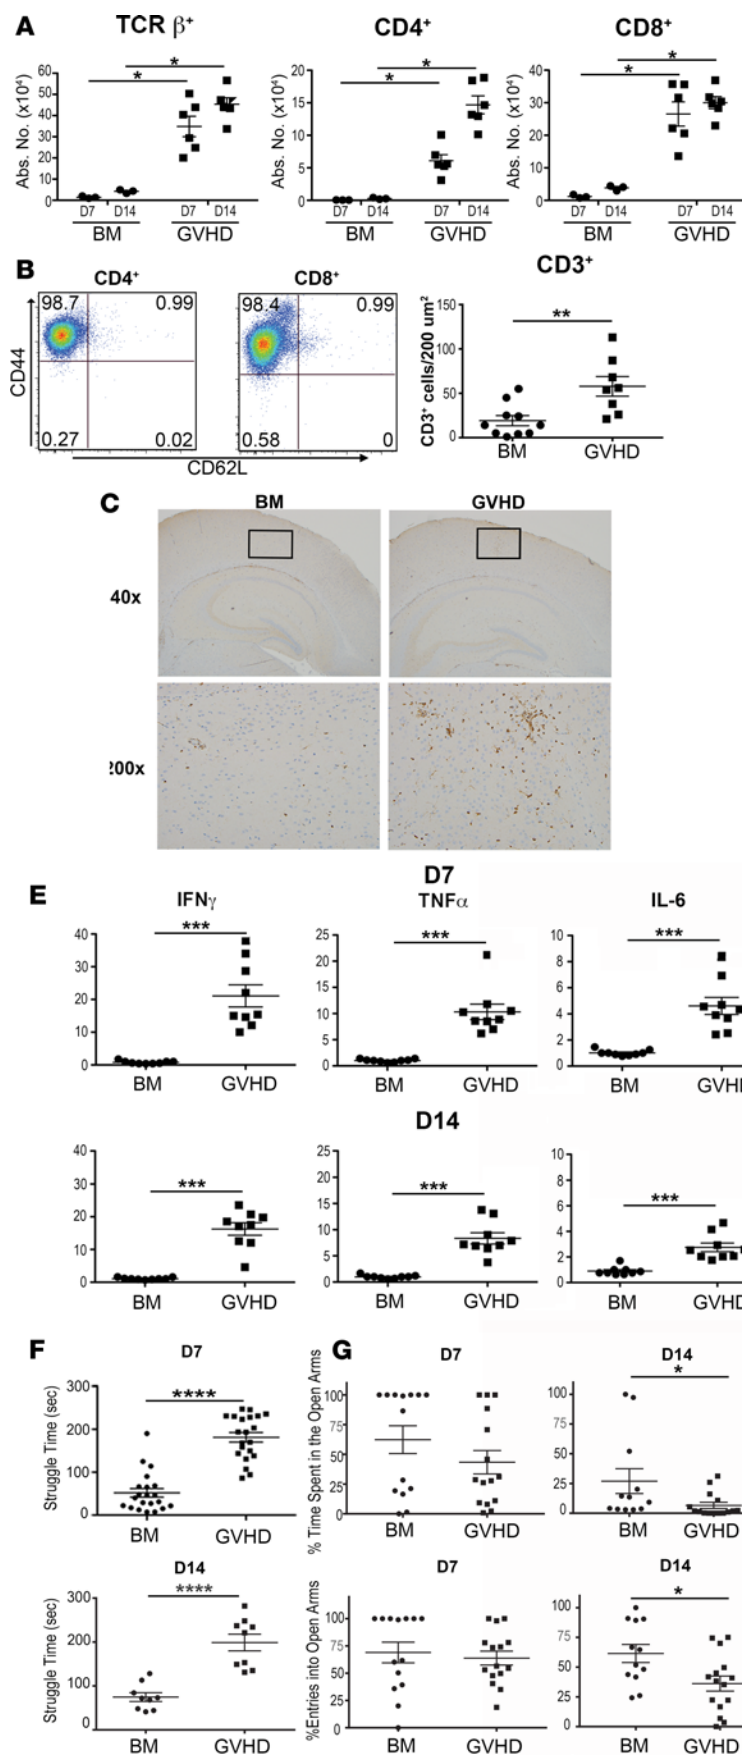 A
TCR β+ CD4+ CD8+
Abs. No. (x10⁴) Abs. No. (x10⁴) Abs. No. (x10⁴)
60 50 40 30 20 10 0
20 15 10 5 0
40 30 20 10 0
* * * * * *
D7 D14 D7 D14 D7 D14 D7 D14 D7 D14 D7 D14
BM GVHD BM GVHD BM GVHD
B
CD4+ CD8+ CD3+
98.7 0.99 98.4 0.99
0.27 0.02 0.58 0
CD44
CD62L
CD3+ cells/200 um²
150 100 50 0
**
BM GVHD
C
BM GVHD
40x
200x
E
D7
IFNγ TNFα IL-6
*** *** ***
40 30 20 10 0
25 20 15 10 5 0
10 8 6 4 2 0
BM GVHD BM GVHD BM GVHD
D14
*** *** ***
40 30 20 10 0
25 20 15 10 5 0
10 8 6 4 2 0
BM GVHD BM GVHD BM GVHD
F
D7
Struggle Time (sec)
300 200 100 0
****
BM GVHD
D14
Struggle Time (sec)
300 200 100 0
****
BM GVHD
G
D7 D14
% Time Spent in the Open Arms
100 75 50 25 0
100 75 50 25 0
*
BM GVHD BM GVHD
D7 D14
%Entries into Open Arms
100 75 50 25 0
100 75 50 25 0
*
BM GVHD BM GVHD